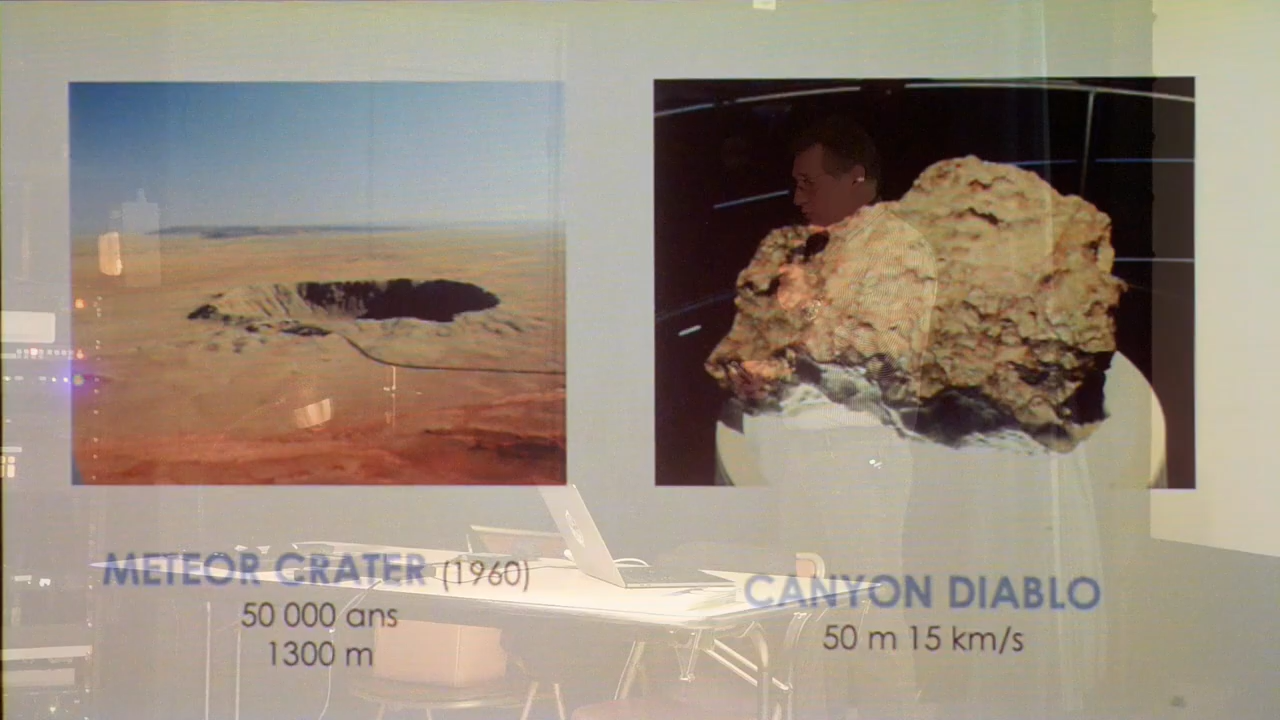 METEOR CRATER (1960)
50 000 ans
1300 m
CANYON DIABLO
50 m 15 km/s